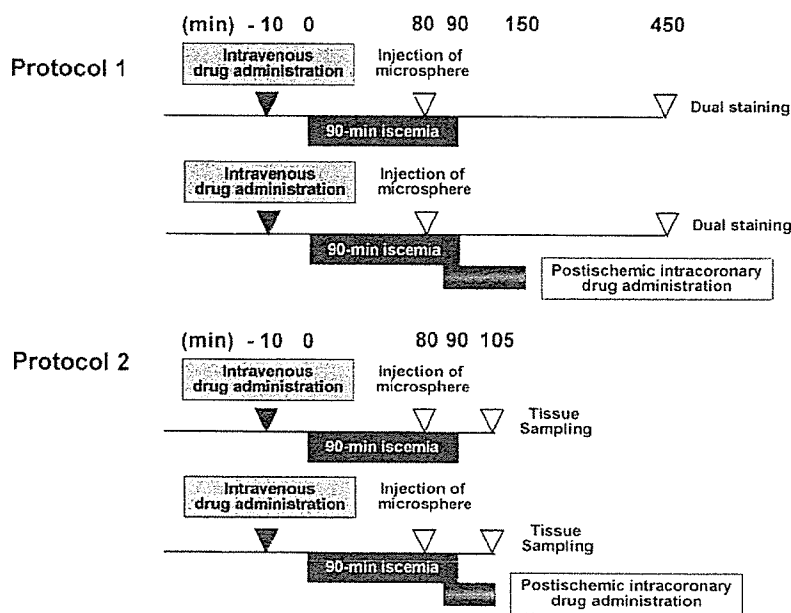 (min) - 10 0 80 90 150 450
Protocol 1
Intravenous
drug administration
Injection of
microsphere
Dual staining
90-min iscemia
Intravenous
drug administration
Injection of
microsphere
Dual staining
90-min iscemia
Postischemic intracoronary
drug administration
(min) - 10 0 80 90 105
Protocol 2
Intravenous
drug administration
Injection of
microsphere
Tissue
Sampling
90-min iscemia
Intravenous
drug administration
Injection of
microsphere
Tissue
Sampling
90-min iscemia
Postischemic intracoronary
drug administration